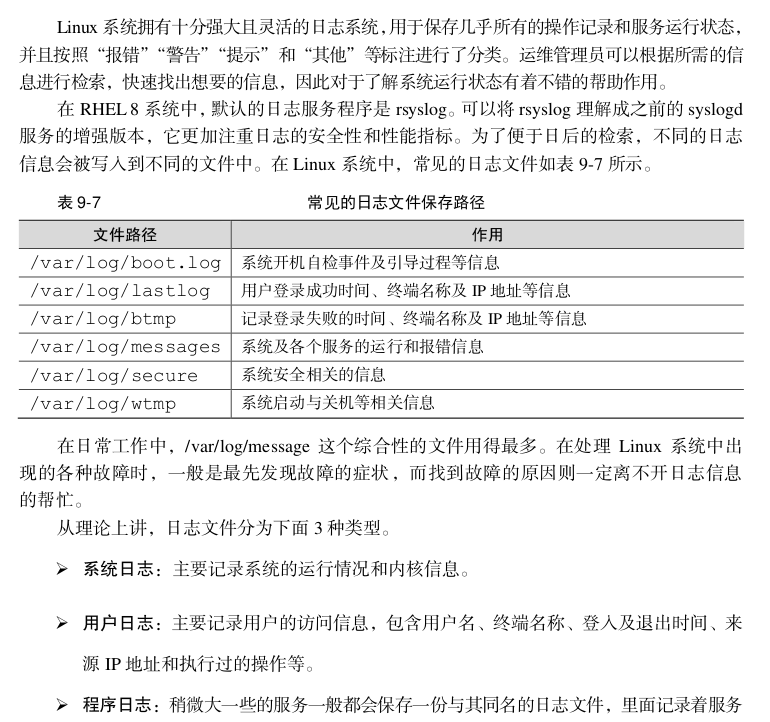 Linux 系统拥有十分强大且灵活的日志系统，用于保存几乎所有的操作记录和服务运行状态，
并且按照“报错”“警告”“提示”和“其他”等标注进行了分类。运维管理员可以根据所需的信
息进行检索，快速找出想要的信息，因此对于了解系统运行状态有着不错的帮助作用。
在 RHEL 8 系统中，默认的日志服务程序是 rsyslog。可以将 rsyslog 理解成之前的 syslogd
服务的增强版本，它更加注重日志的安全性和性能指标。为了便于日后的检索，不同的日志
信息会被写入到不同的文件中。在 Linux 系统中，常见的日志文件如表 9-7 所示。
表 9-7 常见的日志文件保存路径
文件路径 作用
/var/log/boot.log 系统开机自检事件及引导过程等信息
/var/log/lastlog 用户登录成功时间、终端名称及 IP 地址等信息
/var/log/btmp 记录登录失败的时间、终端名称及 IP 地址等信息
/var/log/messages 系统及各个服务的运行和报错信息
/var/log/secure 系统安全相关的信息
/var/log/wtmp 系统启动与关机等相关信息
在日常工作中，/var/log/message 这个综合性的文件用得最多。在处理 Linux 系统中出
现的各种故障时，一般是最先发现故障的症状，而找到故障的原因则一定离不开日志信息
的帮忙。
从理论上讲，日志文件分为下面 3 种类型。
➢ 系统日志：主要记录系统的运行情况和内核信息。
➢ 用户日志：主要记录用户的访问信息，包含用户名、终端名称、登入及退出时间、来
源 IP 地址和执行过的操作等。
➢ 程序日志：稍微大一些的服务一般都会保存一份与其同名的日志文件，里面记录着服务